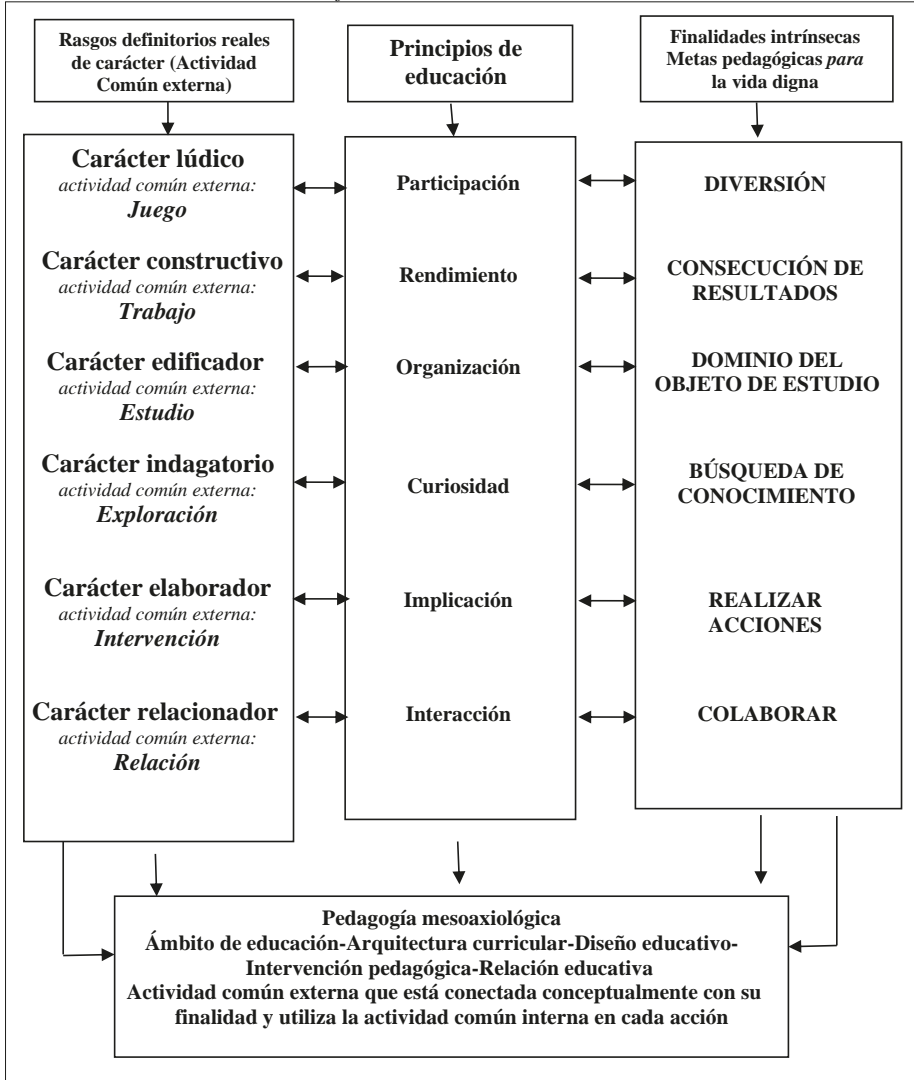 Rasgos definitorios reales
de carácter (Actividad
Común externa)
Principios de
educación
Finalidades intrínsecas
Metas pedagógicas para
la vida digna
Carácter lúdico
actividad común externa:
Juego
Carácter constructivo
actividad común externa:
Trabajo
Carácter edificador
actividad común externa:
Estudio
Carácter indagatorio
actividad común externa:
Exploración
Carácter elaborador
actividad común externa:
Intervención
Carácter relacionador
actividad común externa:
Relación
Participación
Rendimiento
Organización
Curiosidad
Implicación
Interacción
DIVERSIÓN
CONSECUCIÓN DE
RESULTADOS
DOMINIO DEL
OBJETO DE ESTUDIO
BÚSQUEDA DE
CONOCIMIENTO
REALIZAR
ACCIONES
COLABORAR
Pedagogía mesoaxiológica
Ámbito de educación-Arquitectura curricular-Diseño educativo-
Intervención pedagógica-Relación educativa
Actividad común externa que está conectada conceptualmente con su
finalidad y utiliza la actividad común interna en cada acción